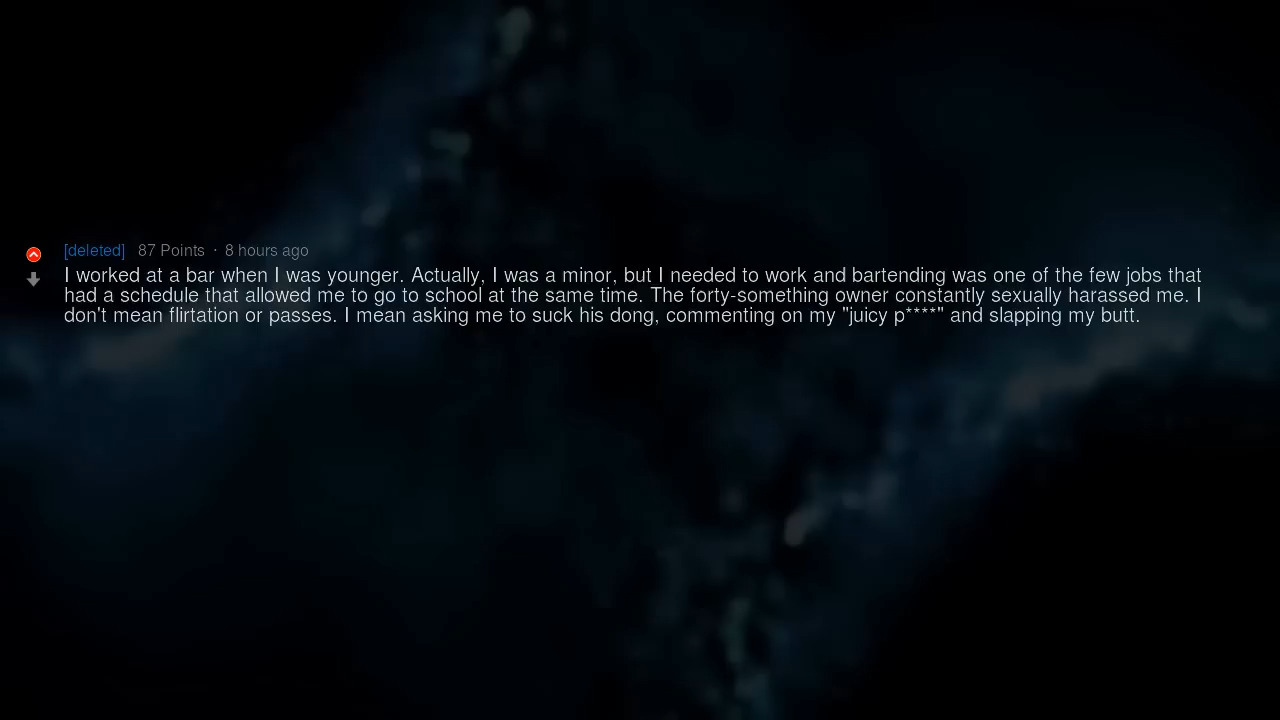 [deleted] 87 Points · 8 hours ago
I worked at a bar when I was younger. Actually, I was a minor, but I needed to work and bartending was one of the few jobs that
had a schedule that allowed me to go to school at the same time. The forty-something owner constantly sexually harassed me. I
don't mean flirtation or passes. I mean asking me to suck his dong, commenting on my "juicy p****" and slapping my butt.